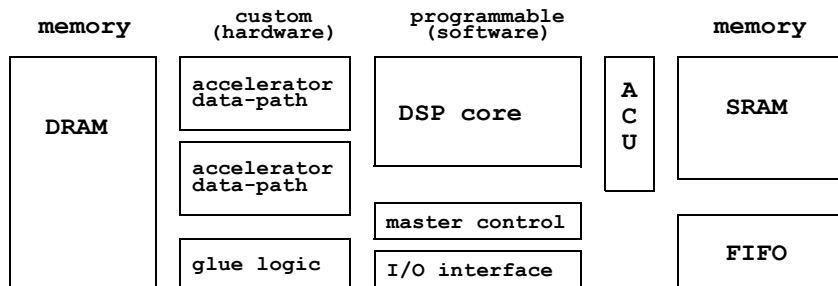 memory
custom
(hardware)
programmable
(software)
memory
DRAM
accelerator
data-path
accelerator
data-path
glue logic
DSP core
master control
I/O interface
A
C
U
SRAM
FIFO